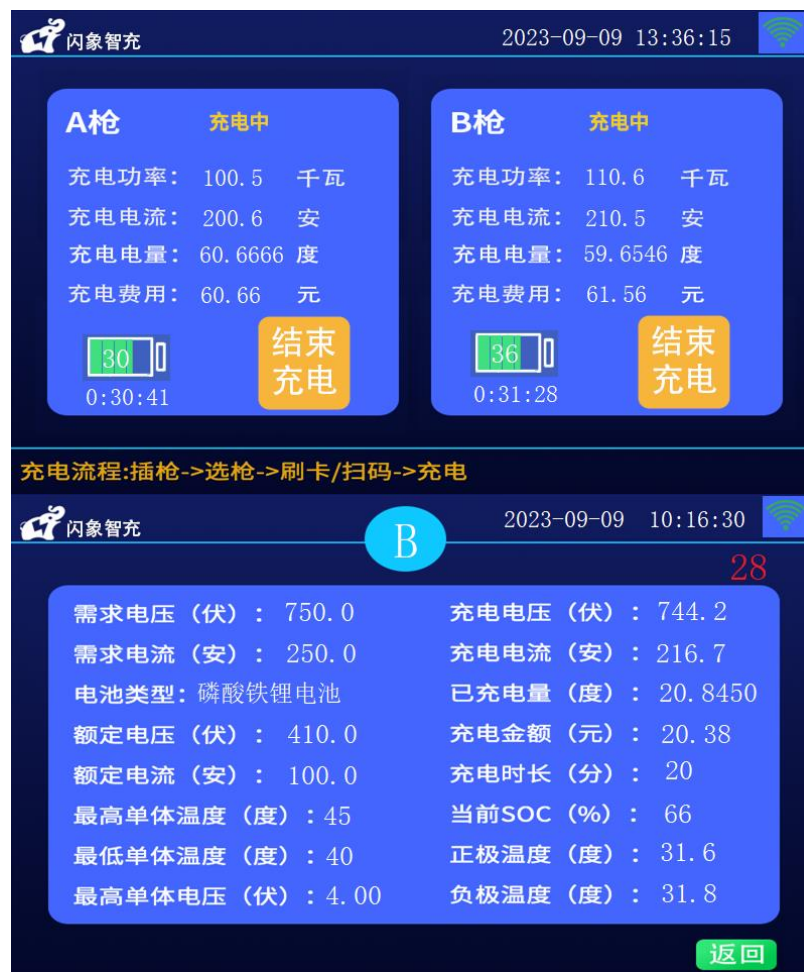 闪象智充 2023-09-09 13:36:15
A枪 充电中
充电功率: 100.5 千瓦
充电电流: 200.6 安
充电电量: 60.6666 度
充电费用: 60.66 元
30
0:30:41
结束
充电
B枪 充电中
充电功率: 110.6 千瓦
充电电流: 210.5 安
充电电量: 59.6546 度
充电费用: 61.56 元
36
0:31:28
结束
充电
充电流程:插枪->选枪->刷卡/扫码->充电
闪象智充 B 2023-09-09 10:16:30
28
需求电压（伏）: 750.0 充电电压（伏）: 744.2
需求电流（安）: 250.0 充电电流（安）: 216.7
电池类型: 磷酸铁锂电池 已充电量（度）: 20.8450
额定电压（伏）: 410.0 充电金额（元）: 20.38
额定电流（安）: 100.0 充电时长（分）: 20
最高单体温度（度）: 45 当前SOC（%）: 66
最低单体温度（度）: 40 正极温度（度）: 31.6
最高单体电压（伏）: 4.00 负极温度（度）: 31.8
返回